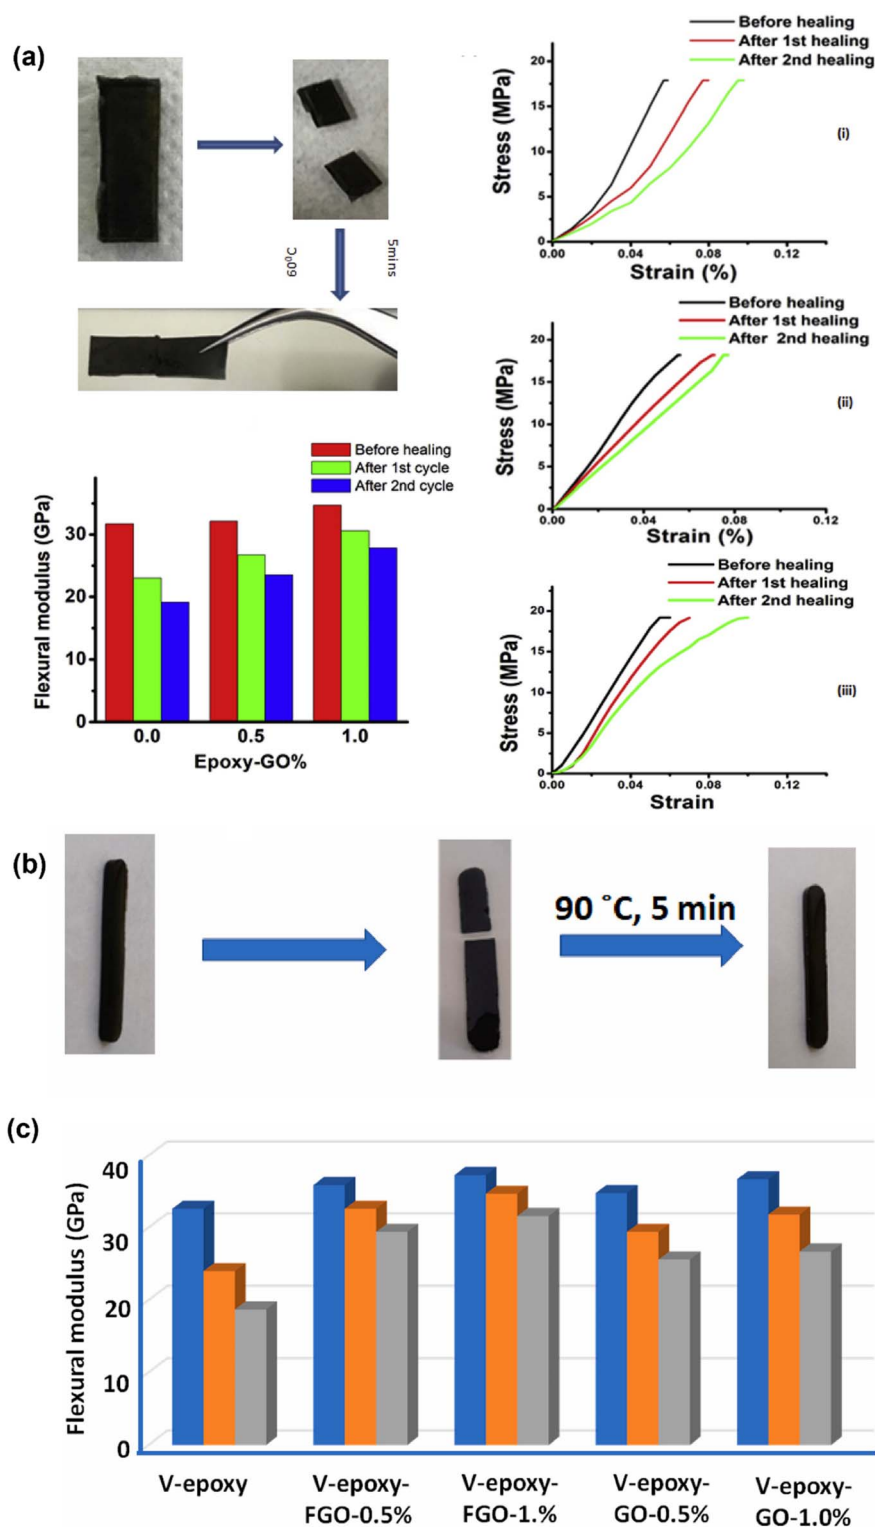 (a)
5mins
60⁰C
Before healing
After 1st cycle
After 2nd cycle
Flexural modulus (GPa)
30
20
10
0
0.0 0.5 1.0
Epoxy-GO%
Before healing
After 1st healing
After 2nd healing
Stress (MPa)
20
15
10
5
0
0.00 0.04 0.08 0.12
Strain (%)
(i)
Before healing
After 1st healing
After 2nd healing
Stress (MPa)
20
15
10
5
0
0.00 0.04 0.08 0.12
Strain (%)
(ii)
Before healing
After 1st healing
After 2nd healing
Stress (MPa)
20
15
10
5
0
0.00 0.04 0.08 0.12
Strain
(iii)
(b)
90 ˚C, 5 min
(c)
Flexural modulus (GPa)
40
30
20
10
0
V-epoxy V-epoxy- V-epoxy- V-epoxy- V-epoxy-
FGO-0.5% FGO-1.% GO-0.5% GO-1.0%